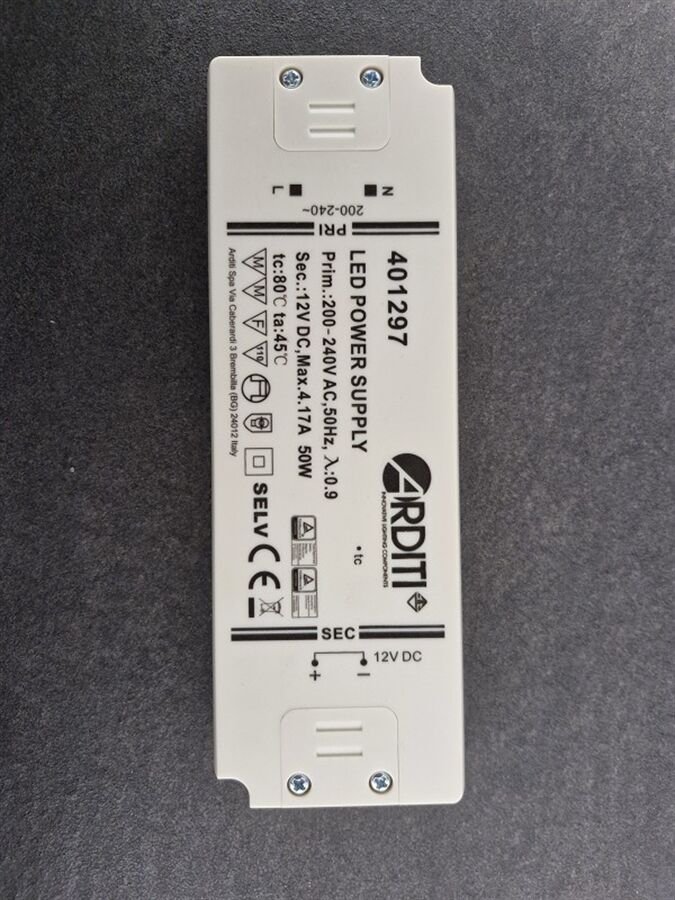 L
N
200-240~
PRI
401297
LED POWER SUPPLY
Prim.:200-240V AC,50Hz, λ:0.9
Sec.:12V DC,Max.4.17A 50W
tc:80℃ ta:45℃
M M F 110
SELV CE
Arditi Spa Via Caberardi 3 Brembilla (BG) 24012 Italy
ARDITI
INNOVATIVE LIGHTING COMPONENTS
tc
SEC
12V DC
+ −